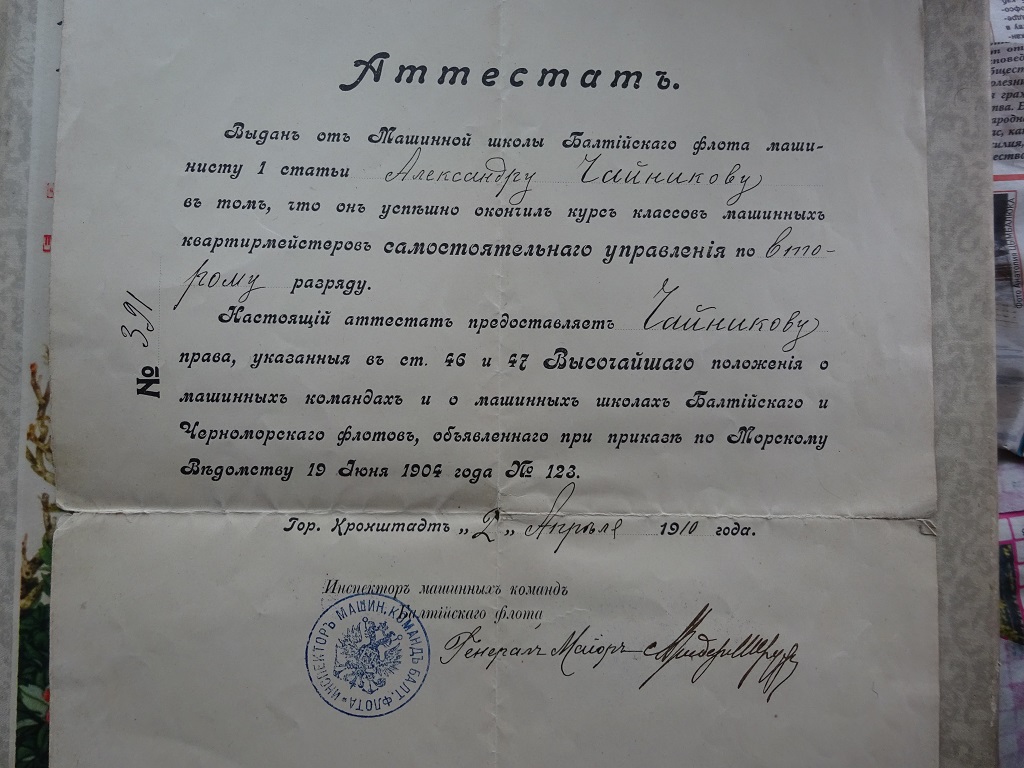 Аттестатъ.
Выданъ отъ Машинной школы Балтійскаго флота маши-
нисту 1 статьи Александру Чайникову
въ томъ, что онъ успѣшно окончилъ курсъ классовъ машинныхъ
квартирмейстеровъ самостоятельнаго управленія по вто-
рому разряду.
№ 391
Настоящій аттестатъ предоставляетъ Чайникову
права, указанныя въ ст. 46 и 47 Высочайшаго положенія о
машинныхъ командахъ и о машинныхъ школахъ Балтійскаго и
Черноморскаго флотовъ, объявленнаго при приказѣ по Морскому
Вѣдомству 19 Іюня 1904 года № 123.
Гор. Кронштадтъ „2„ Апрѣля 1910 года.
Инспекторъ машинныхъ командъ
Балтійскаго флота
Генералъ Маіоръ
ИНСПЕКТОРЪ МАШИН. КОМАНДЪ БАЛТ. ФЛОТА